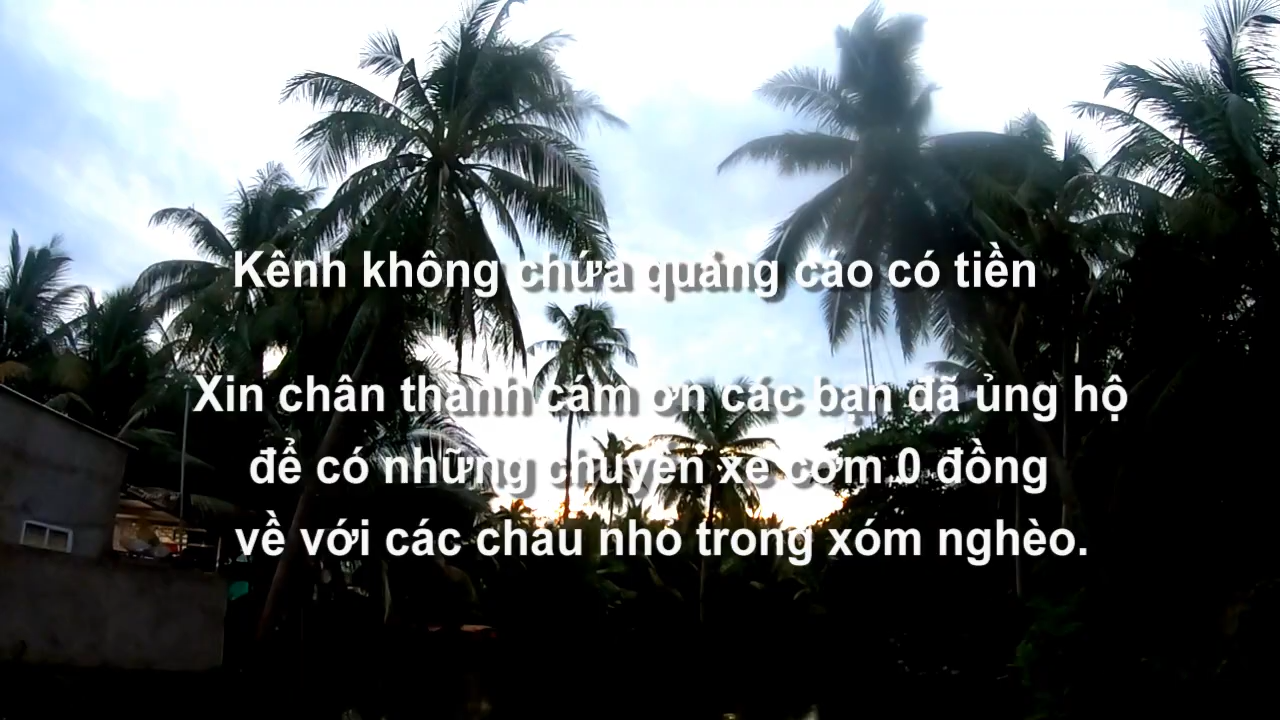 Kênh không chứa quảng cáo có tiền
Xin chân thành cám ơn các bạn đã ủng hộ
để có những chuyến xe cơm 0 đồng
về với các cháu nhỏ trong xóm nghèo.